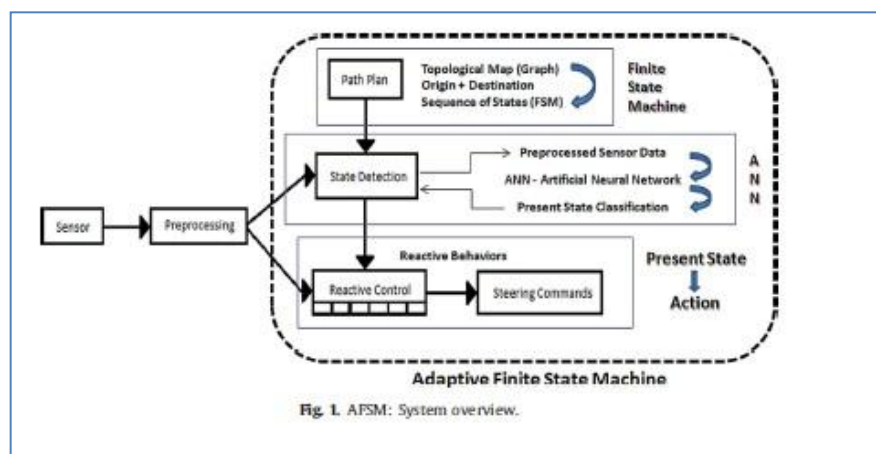 Path Plan
Topological Map (Graph)
Origin + Destination
Sequence of States (FSM)
Finite
State
Machine
State Detection
Preprocessed Sensor Data
ANN - Artificial Neural Network
Present State Classification
A
N
N
Sensor
Preprocessing
Reactive Behaviors
Reactive Control
Steering Commands
Present State
Action
Adaptive Finite State Machine
Fig. 1. AFSM: System overview.